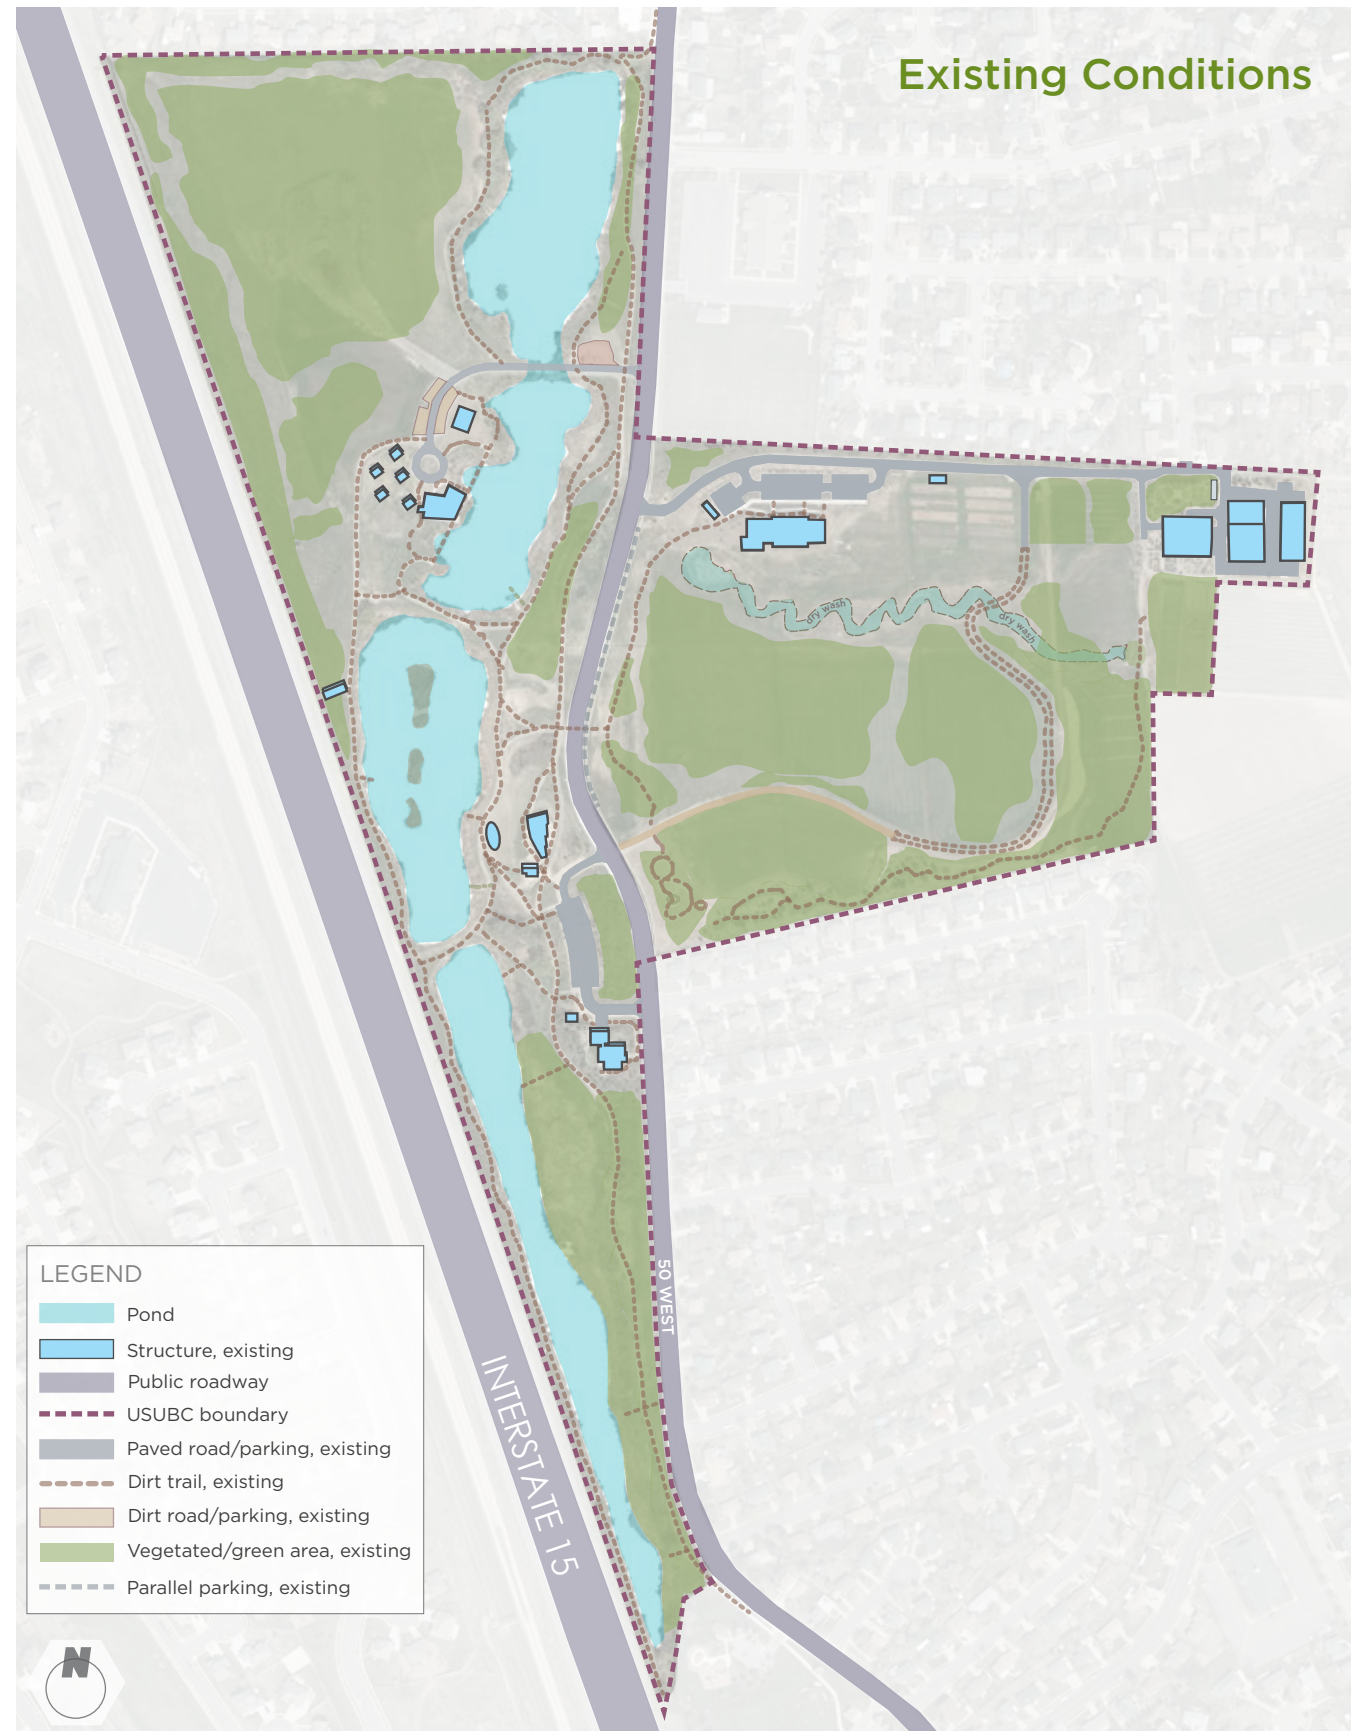 Existing Conditions
dry wash
dry wash
50 WEST
INTERSTATE 15
LEGEND
Pond
Structure, existing
Public roadway
USUBC boundary
Paved road/parking, existing
Dirt trail, existing
Dirt road/parking, existing
Vegetated/green area, existing
Parallel parking, existing
N